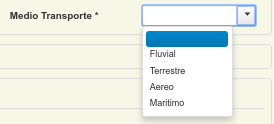 Medio Transporte *
Fluvial
Terrestre
Aereo
Maritimo